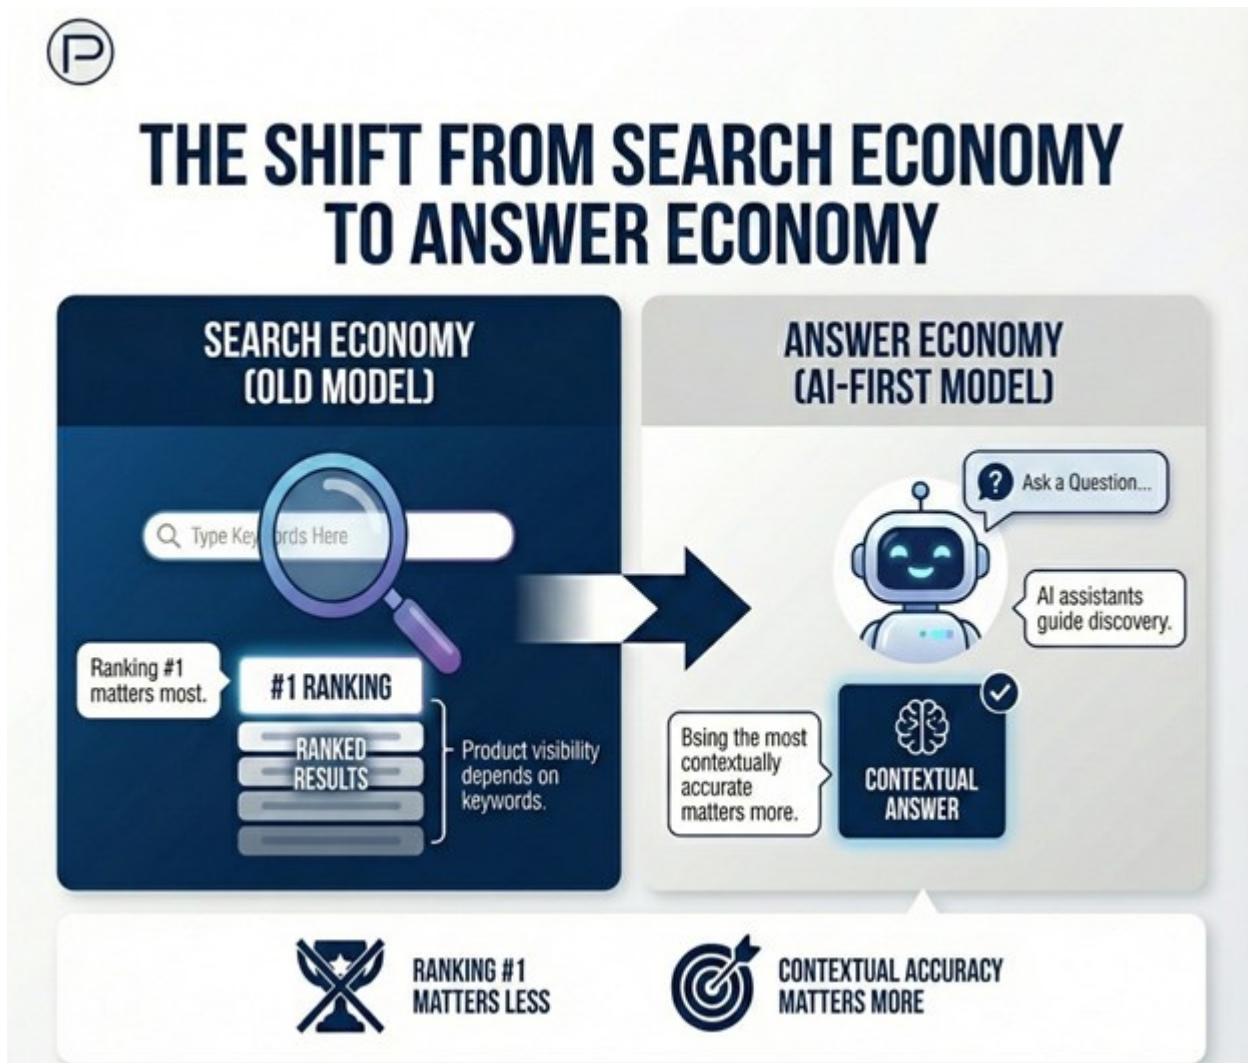 P
THE SHIFT FROM SEARCH ECONOMY
TO ANSWER ECONOMY
SEARCH ECONOMY
(OLD MODEL)
Type Keywords Here
Ranking #1
matters most.
#1 RANKING
RANKED
RESULTS
Product visibility
depends on
keywords.
ANSWER ECONOMY
(AI-FIRST MODEL)
? Ask a Question...
AI assistants
guide discovery.
Bsing the most
contextually
accurate
matters more.
CONTEXTUAL
ANSWER
RANKING #1
MATTERS LESS
CONTEXTUAL ACCURACY
MATTERS MORE